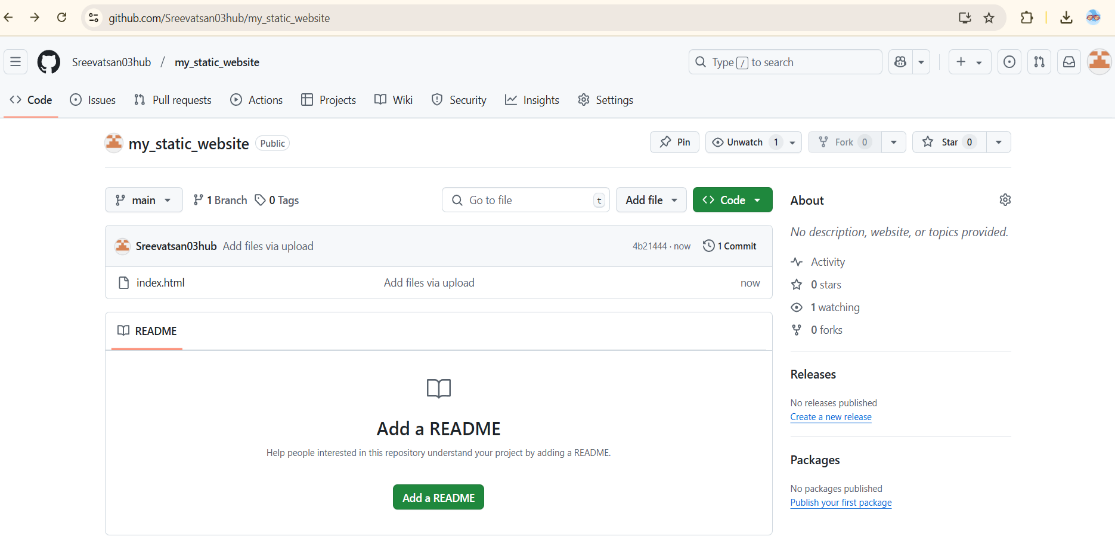 github.com/Sreevatsan03hub/my_static_website
Sreevatsan03hub / my_static_website
Type / to search
Code Issues Pull requests Actions Projects Wiki Security Insights Settings
my_static_website Public
Pin Unwatch 1 Fork 0 Star 0
main 1 Branch 0 Tags Go to file t Add file Code
Sreevatsan03hub Add files via upload 4b21444 · now 1 Commit
index.html Add files via upload now
README
Add a README
Help people interested in this repository understand your project by adding a README.
Add a README
About
No description, website, or topics provided.
Activity
0 stars
1 watching
0 forks
Releases
No releases published
Create a new release
Packages
No packages published
Publish your first package